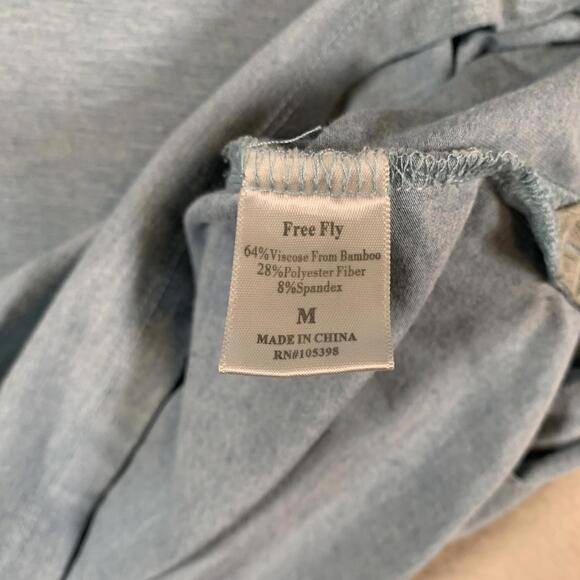 Free Fly
64%Viscose From Bamboo
28%Polyester Fiber
8%Spandex
M
MADE IN CHINA
RN#105398